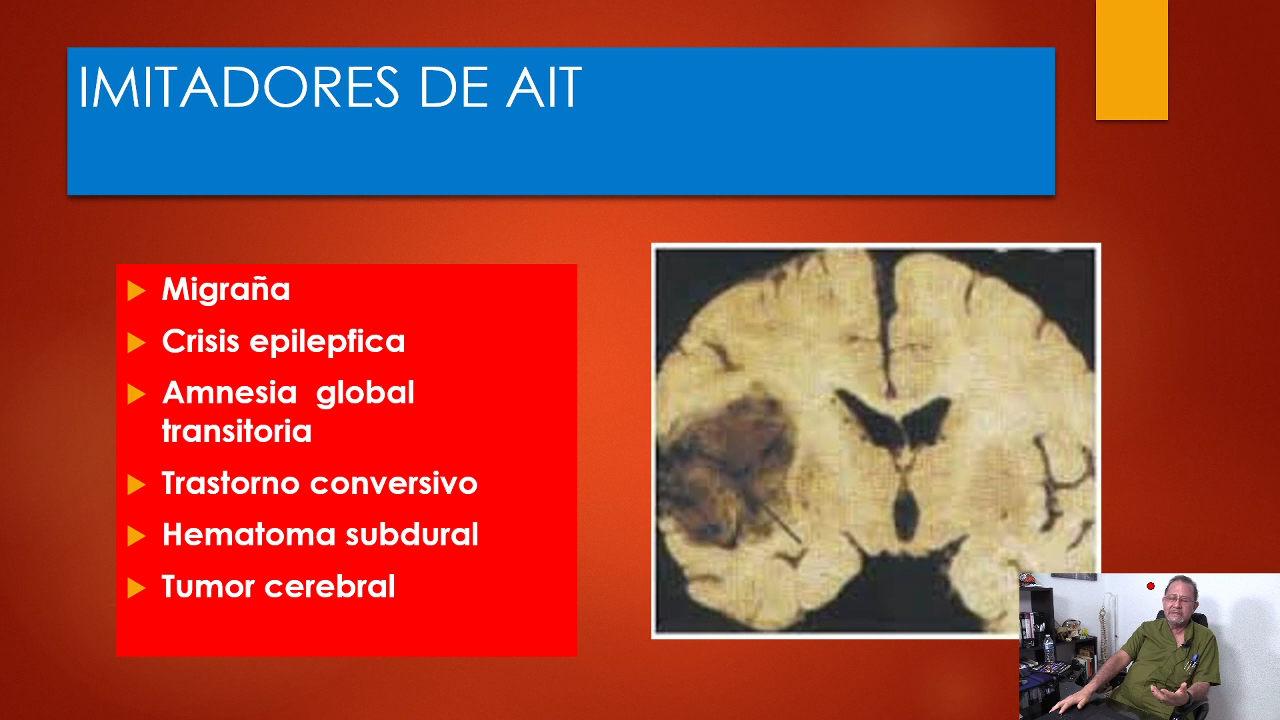 IMITADORES DE AIT
Migraña
Crisis epilepfica
Amnesia global
transitoria
Trastorno conversivo
Hematoma subdural
Tumor cerebral